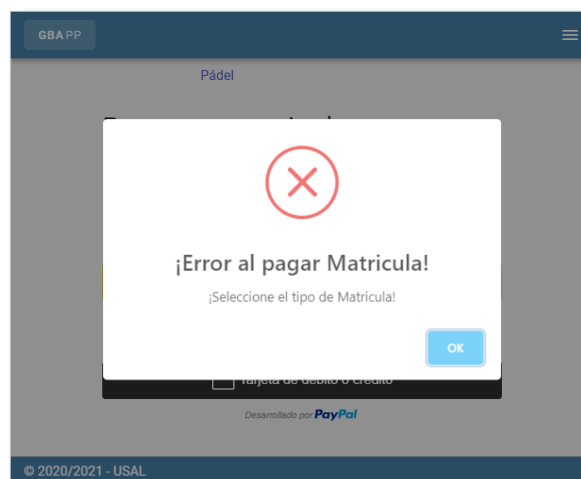 GBAPP
Pádel
¡Error al pagar Matricula!
¡Seleccione el tipo de Matricula!
OK
Tarjeta de débito o crédito
Desarrollado por PayPal
© 2020/2021 - USAL